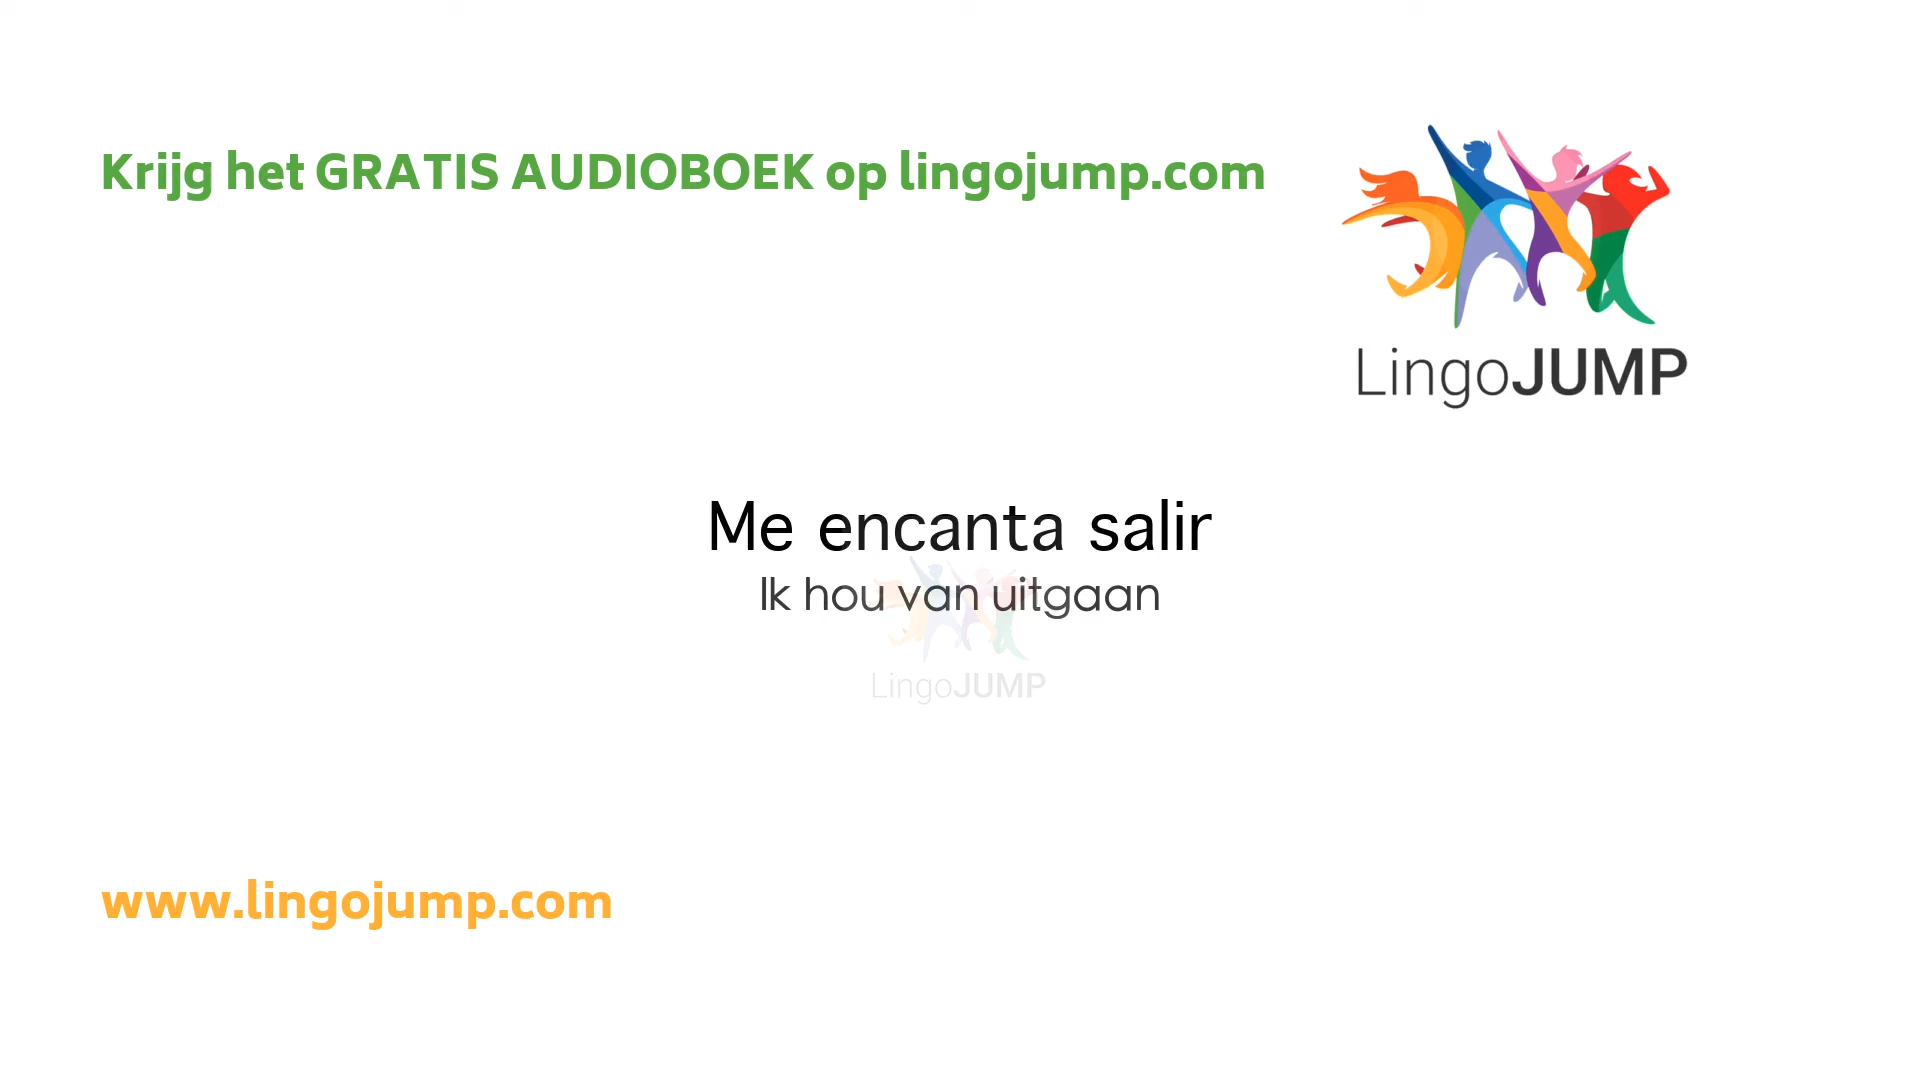 Krijg het GRATIS AUDIOBOEK op lingojump.com
LingoJUMP
Me encanta salir
Ik hou van uitgaan
LingoJUMP
www.lingojump.com